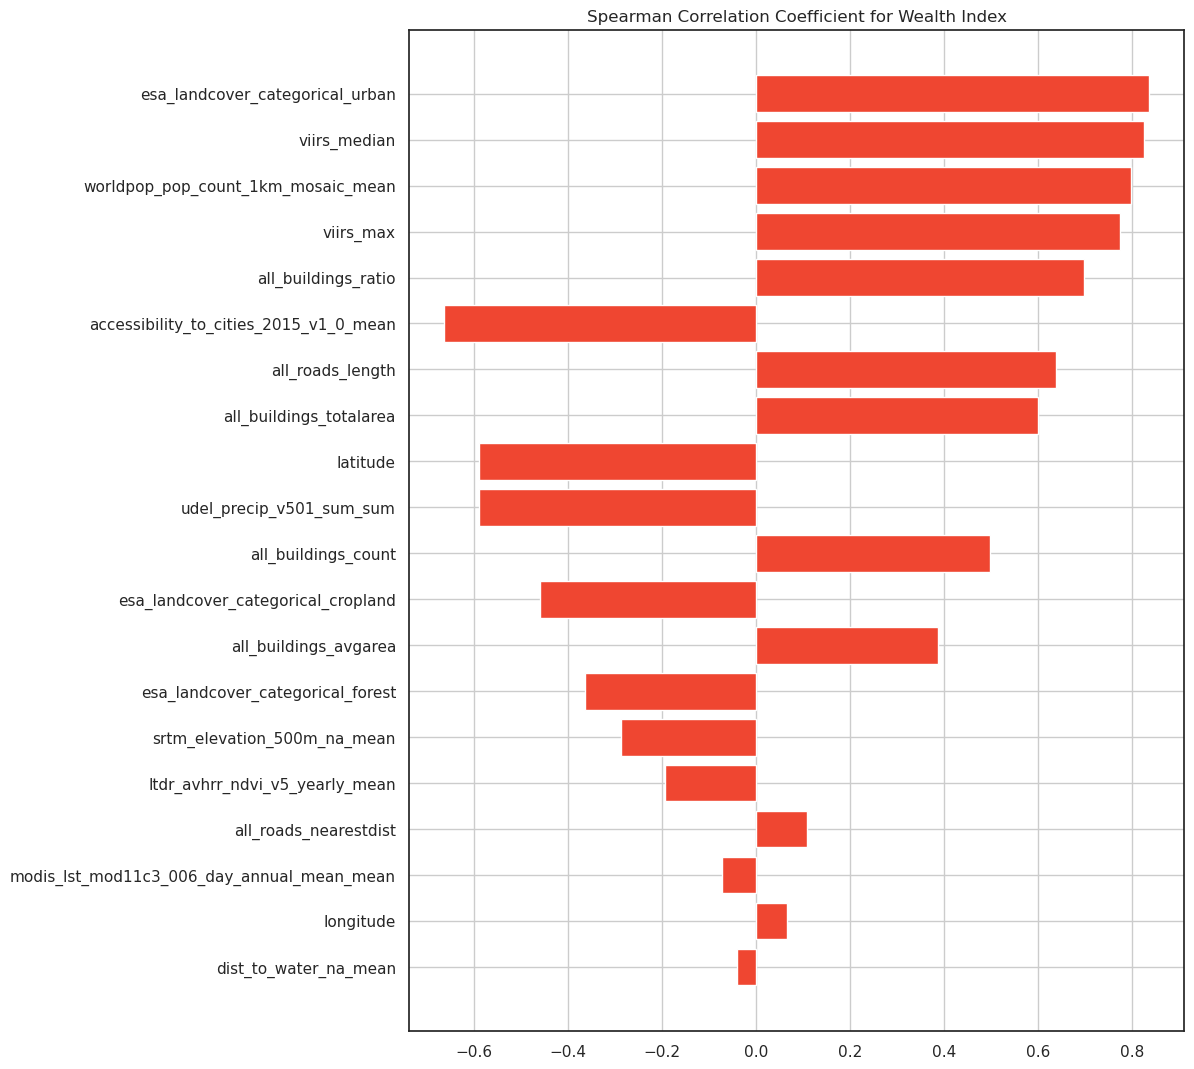 Spearman Correlation Coefficient for Wealth Index
esa_landcover_categorical_urban
viirs_median
worldpop_pop_count_1km_mosaic_mean
viirs_max
all_buildings_ratio
accessibility_to_cities_2015_v1_0_mean
all_roads_length
all_buildings_totalarea
latitude
udel_precip_v501_sum_sum
all_buildings_count
esa_landcover_categorical_cropland
all_buildings_avgarea
esa_landcover_categorical_forest
srtm_elevation_500m_na_mean
ltdr_avhrr_ndvi_v5_yearly_mean
all_roads_nearestdist
modis_lst_mod11c3_006_day_annual_mean_mean
longitude
dist_to_water_na_mean
−0.6 −0.4 −0.2 0.0 0.2 0.4 0.6 0.8